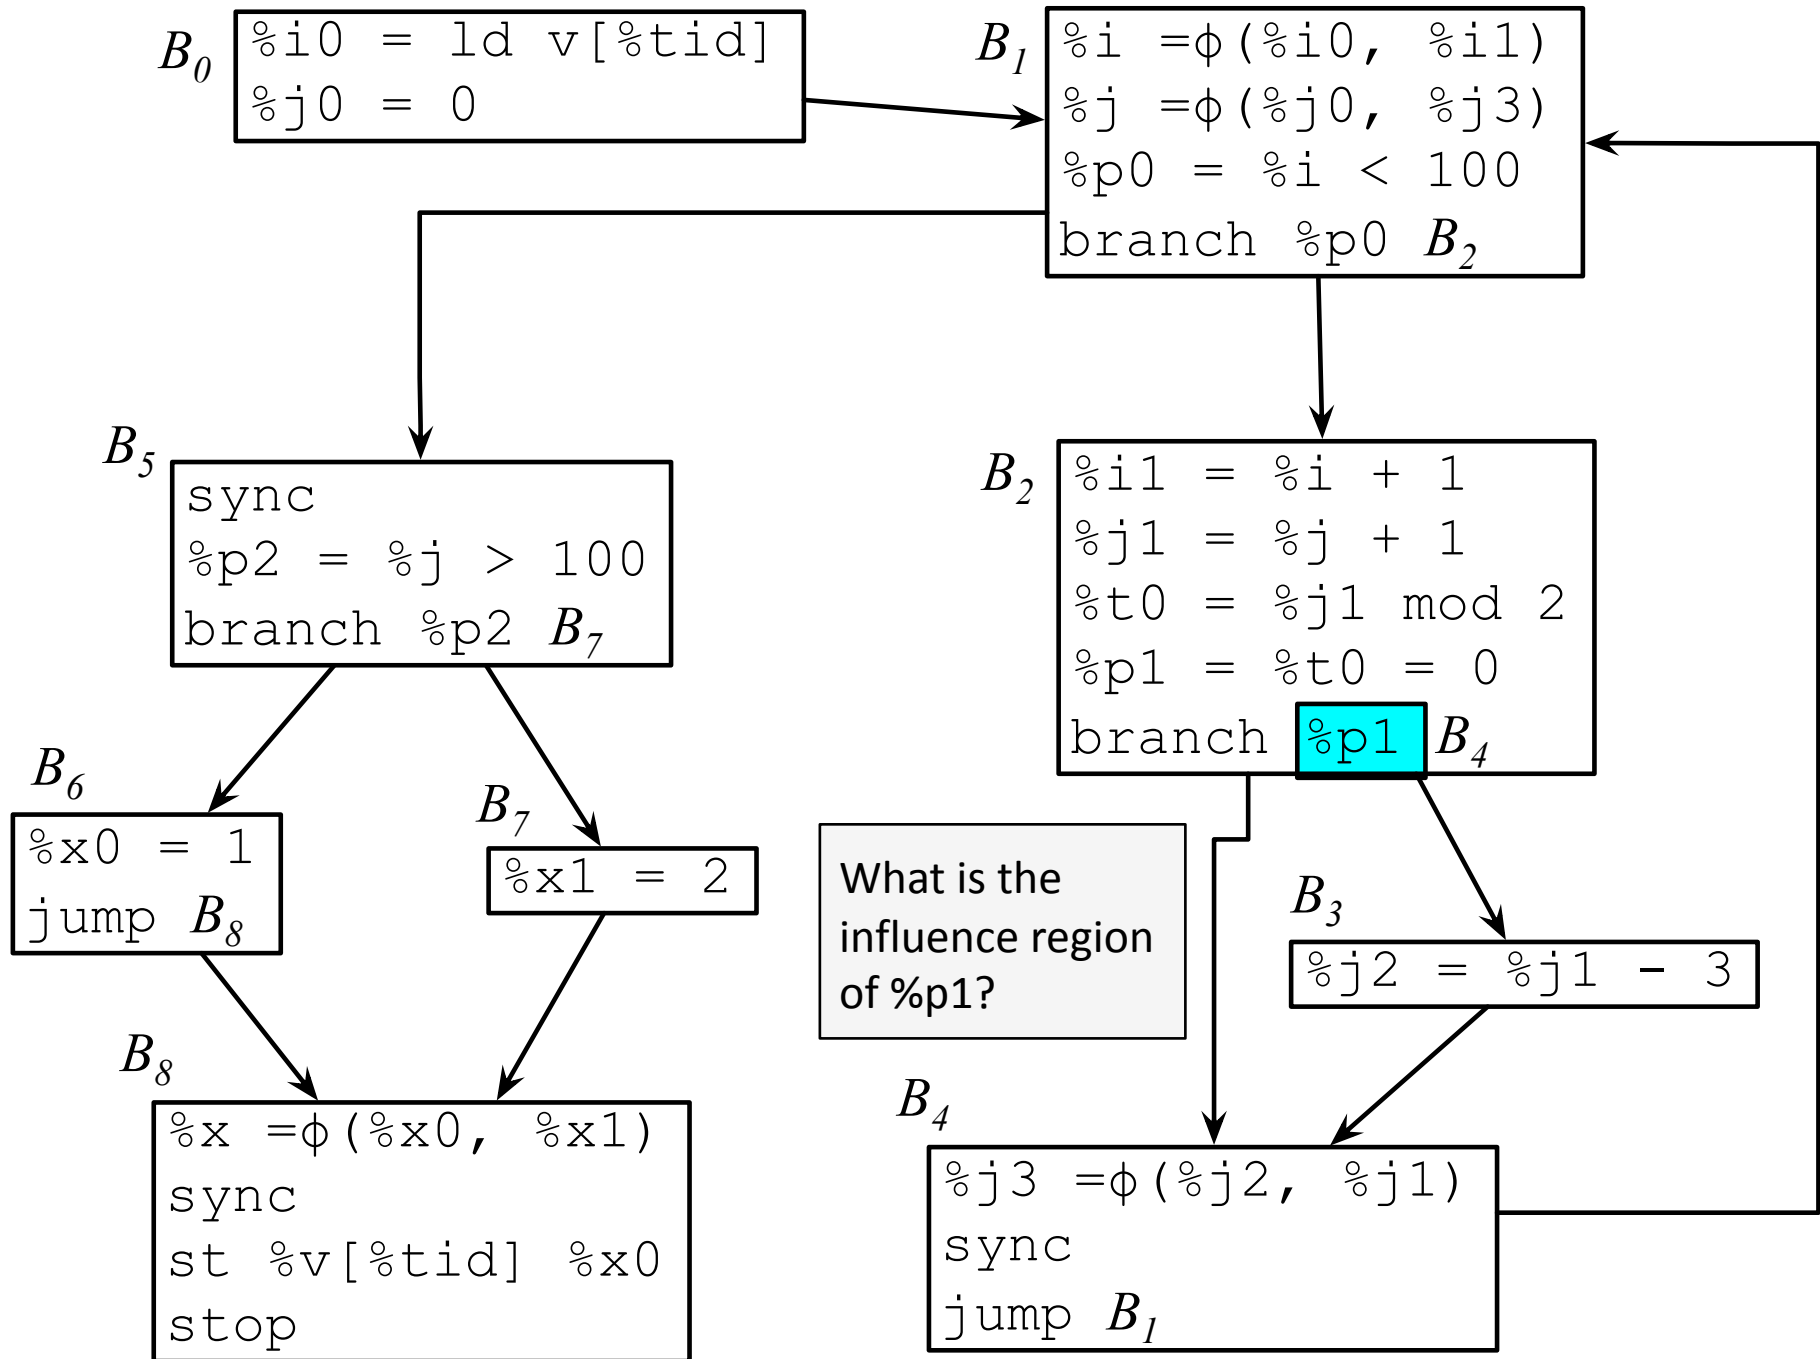 B0
%i0 = ld v[%tid]
%j0 = 0
B1
%i =ϕ(%i0, %i1)
%j =ϕ(%j0, %j3)
%p0 = %i < 100
branch %p0 B2
B5
sync
%p2 = %j > 100
branch %p2 B7
B2
%i1 = %i + 1
%j1 = %j + 1
%t0 = %j1 mod 2
%p1 = %t0 = 0
branch %p1 B4
B6
%x0 = 1
jump B8
B7
%x1 = 2
What is the
influence region
of %p1?
B3
%j2 = %j1 - 3
B8
%x =ϕ(%x0, %x1)
sync
st %v[%tid] %x0
stop
B4
%j3 =ϕ(%j2, %j1)
sync
jump B1